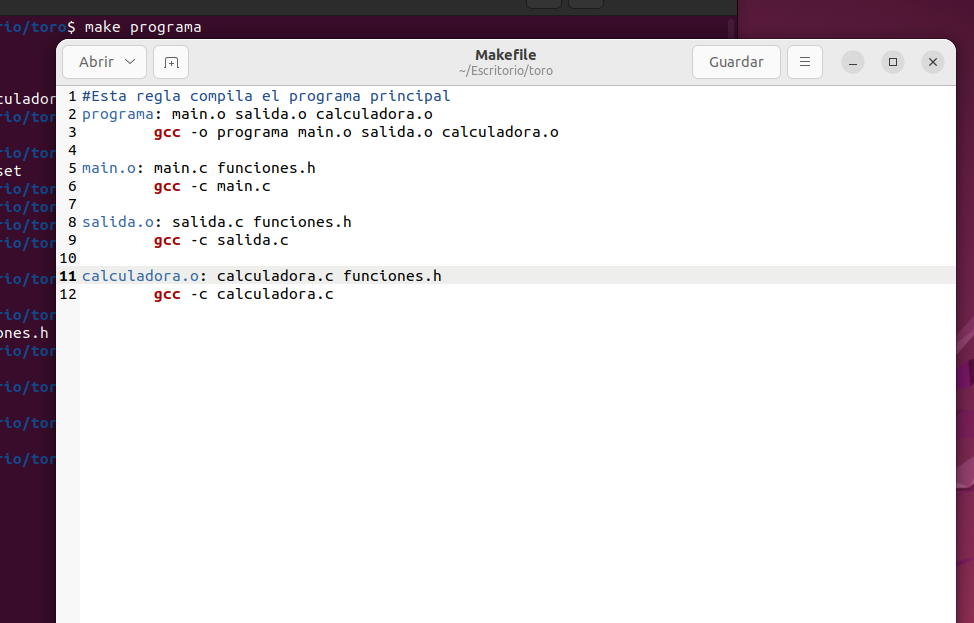 rio/toro$ make programa
Abrir
Makefile
~/Escritorio/toro
Guardar
culador
rio/tor
rio/tor
set
rio/tor
rio/tor
rio/tor
rio/tor
rio/tor
rio/tor
ones.h
rio/tor
rio/tor
rio/tor
rio/tor
1 #Esta regla compila el programa principal
2 programa: main.o salida.o calculadora.o
3 gcc -o programa main.o salida.o calculadora.o
4
5 main.o: main.c funciones.h
6 gcc -c main.c
7
8 salida.o: salida.c funciones.h
9 gcc -c salida.c
10
11 calculadora.o: calculadora.c funciones.h
12 gcc -c calculadora.c